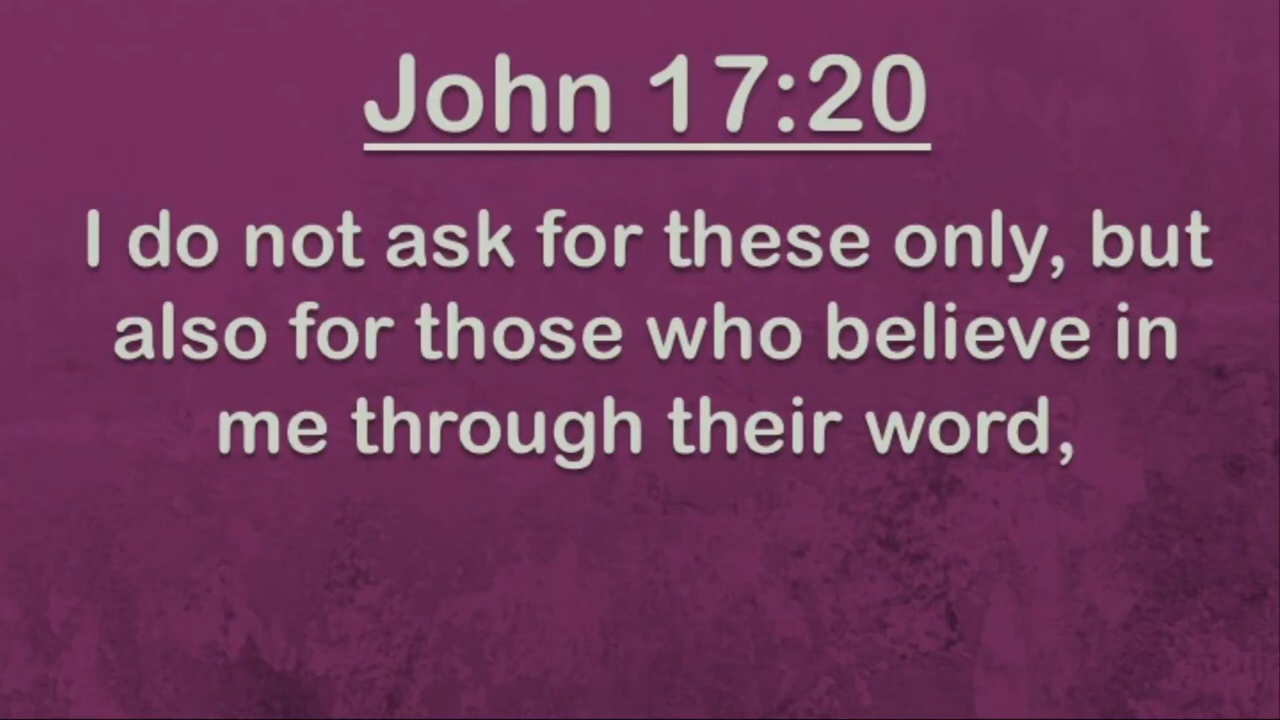 John 17:20
I do not ask for these only, but
also for those who believe in
me through their word,